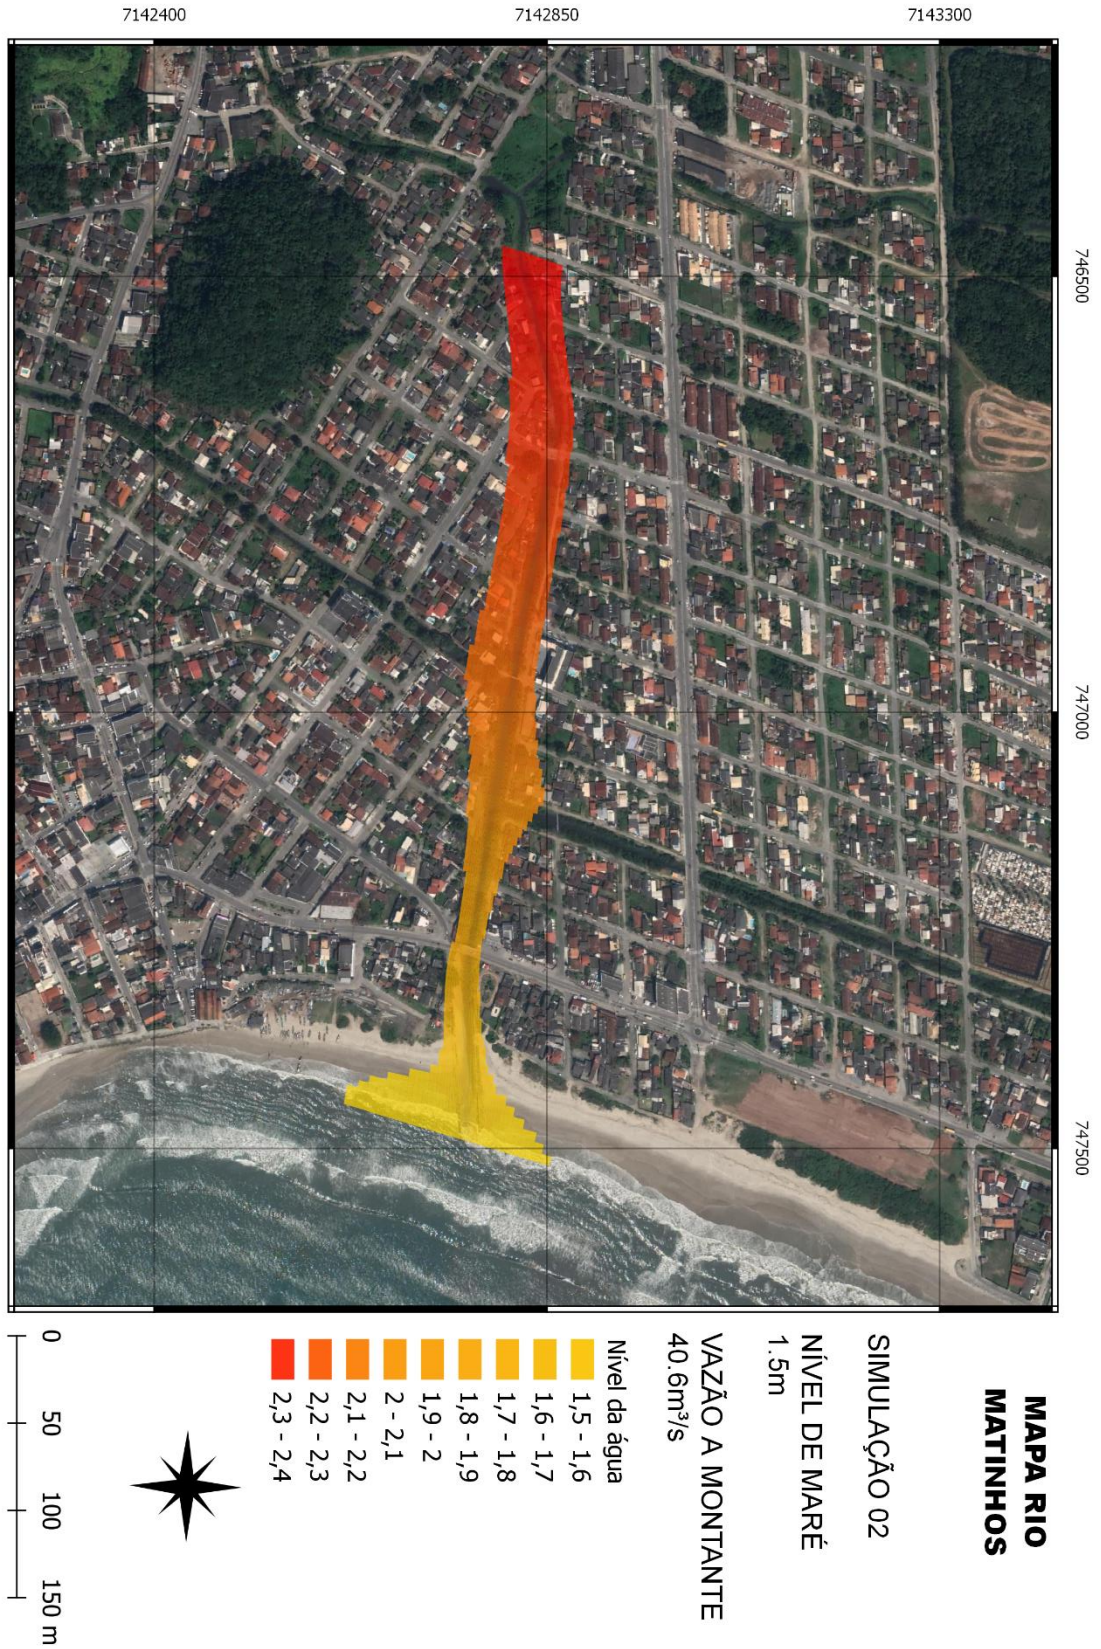 7142400
7142850
7143300
746500
747000
747500
MAPA RIO
MATINHOS
SIMULAÇÃO 02
NÍVEL DE MARÉ
1.5m
VAZÃO A MONTANTE
40.6m³/s
Nível da água
1,5 - 1,6
1,6 - 1,7
1,7 - 1,8
1,8 - 1,9
1,9 - 2
2 - 2,1
2,1 - 2,2
2,2 - 2,3
2,3 - 2,4
0 50 100 150 m